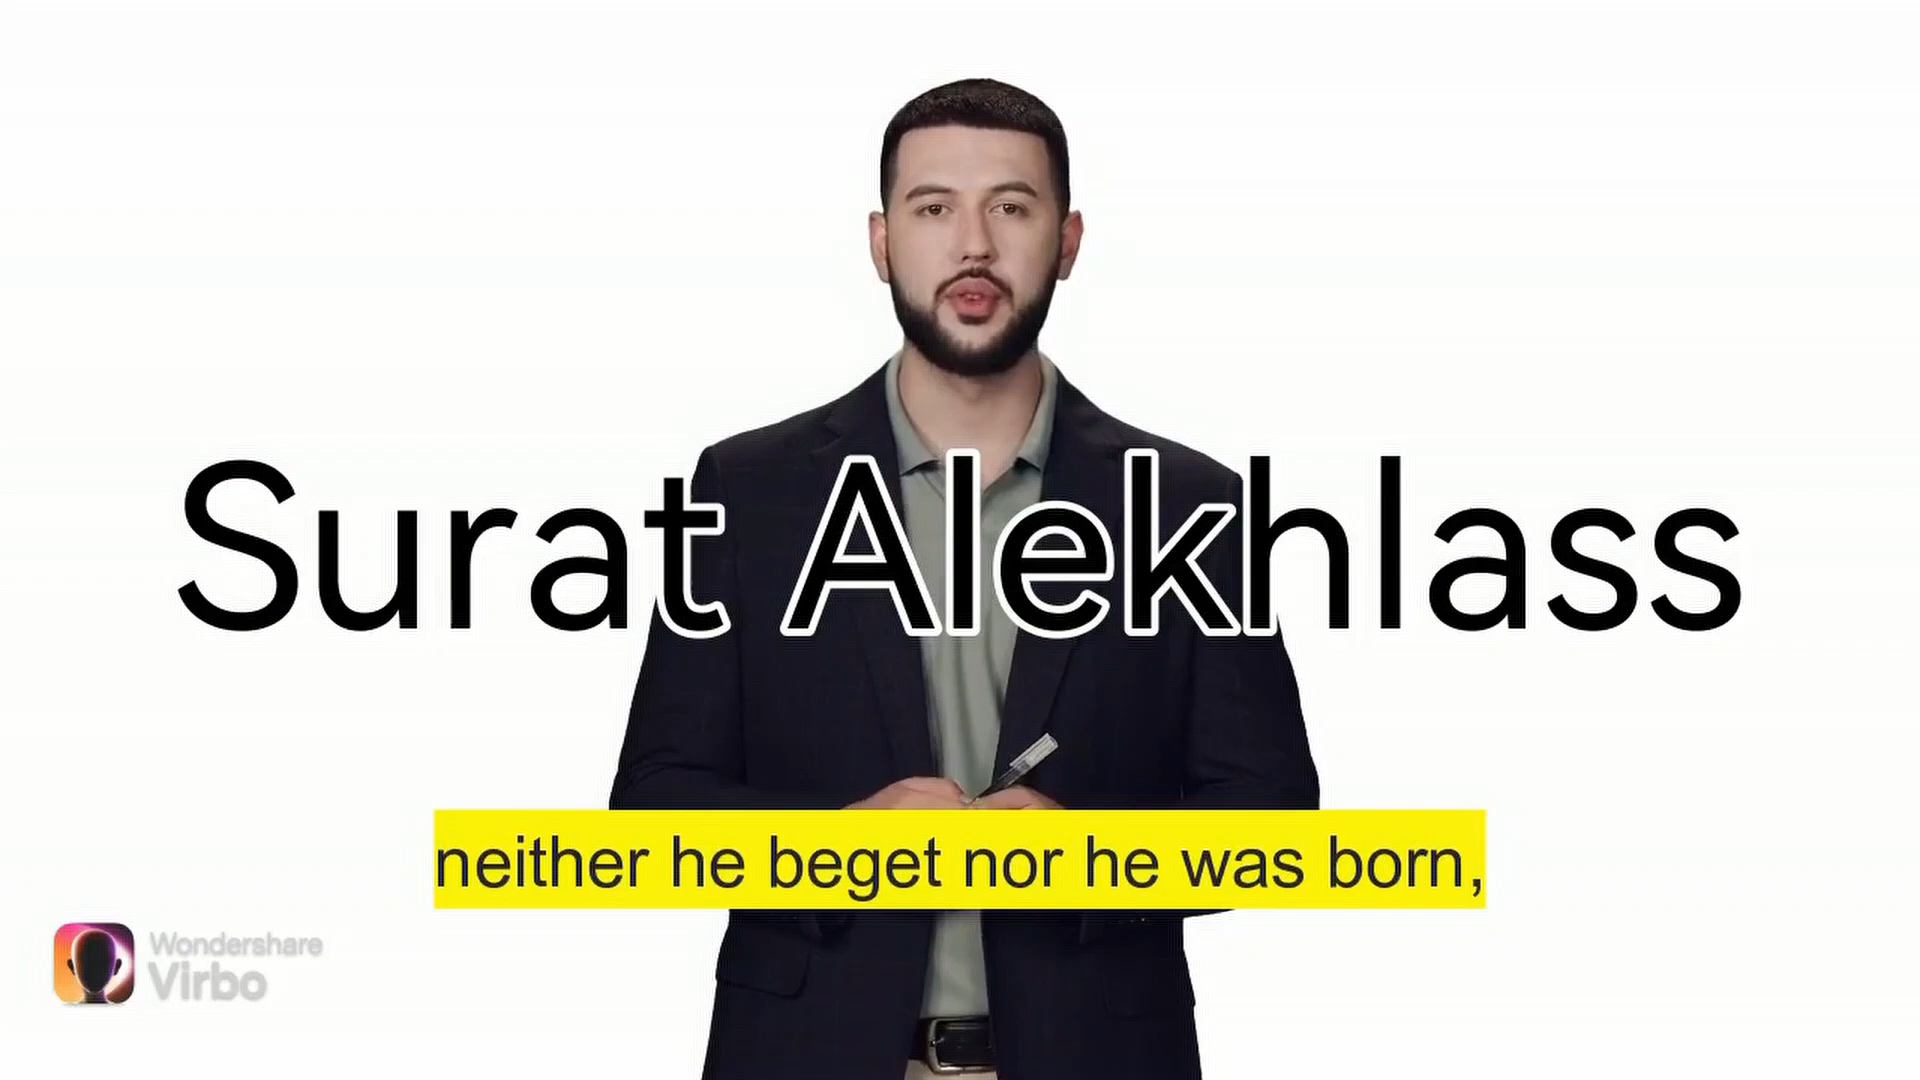 Surat Alekhlass
neither he beget nor he was born,
Wondershare
Virbo